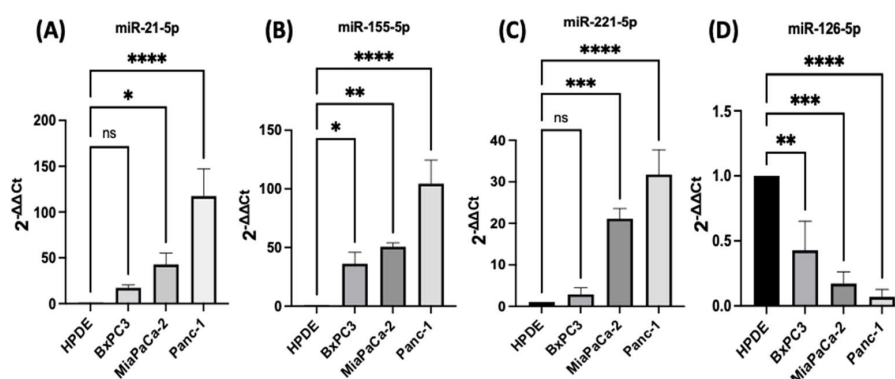 (A)
miR-21-5p
****
*
ns
2-ΔΔCt
200
150
100
50
0
HPDE
BxPC3
MiaPaCa-2
Panc-1
(B)
miR-155-5p
****
**
*
2-ΔΔCt
150
100
50
0
HPDE
BxPC3
MiaPaCa-2
Panc-1
(C)
miR-221-5p
****
***
ns
2-ΔΔCt
40
30
20
10
0
HPDE
BxPC3
MiaPaCa-2
Panc-1
(D)
miR-126-5p
****
***
**
2-ΔΔCt
1.5
1.0
0.5
0.0
HPDE
BxPC3
MiaPaCa-2
Panc-1